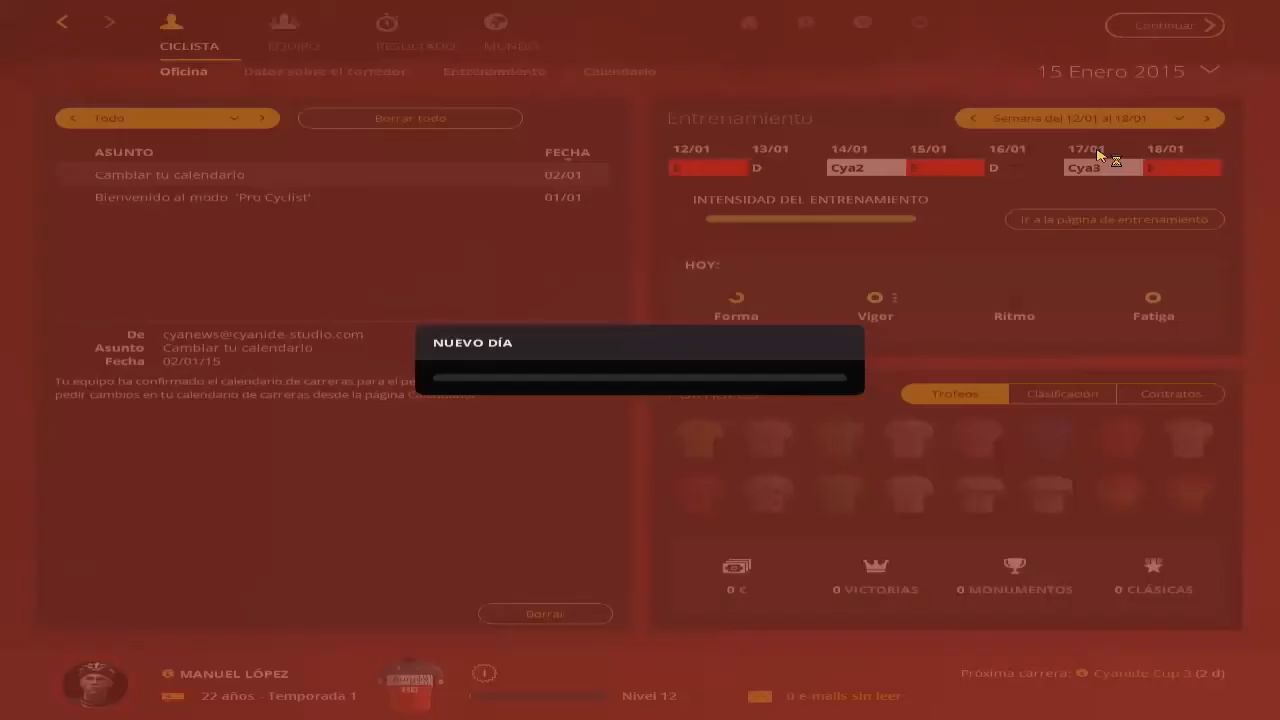 CICLISTA
EQUIPO
RESULTADO
MUNDO
Continuar
Oficina
Datos sobre el corredor
Entrenamiento
Calendario
15 Enero 2015
Todo
Borrar todo
ASUNTO
FECHA
Cambiar tu calendario
02/01
Bienvenido al modo "Pro Cyclist"
01/01
De cyanews@cyanide-studio.com
Asunto Cambiar tu calendario
Fecha 02/01/15
Tu equipo ha confirmado el calendario de carreras para el
pedir cambios en tu calendario de carreras desde la página
Borrar
Entrenamiento
Semana del 12/01 al 18/01
12/01 13/01 14/01 15/01 16/01 17/01 18/01
D Cya2 D Cya3
INTENSIDAD DEL ENTRENAMIENTO
Ir a la página de entrenamiento
HOY:
Forma
Vigor
Ritmo
Fatiga
NUEVO DÍA
Trofeos
Clasificación
Contratos
0 €
0 VICTORIAS
0 MONUMENTOS
0 CLÁSICAS
MANUEL LÓPEZ
22 años - Temporada 1
Nivel 12
0 e-mails sin leer
Próxima carrera: Cyanide Cup 3 (2 d)